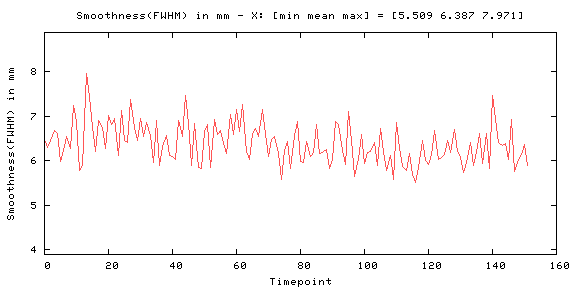 Smoothness(FWHM) in mm - X: [min mean max] = [5.509 6.387 7.971]
Smoothness(FWHM) in mm
8
7
6
5
4
0 20 40 60 80 100 120 140 160
Timepoint